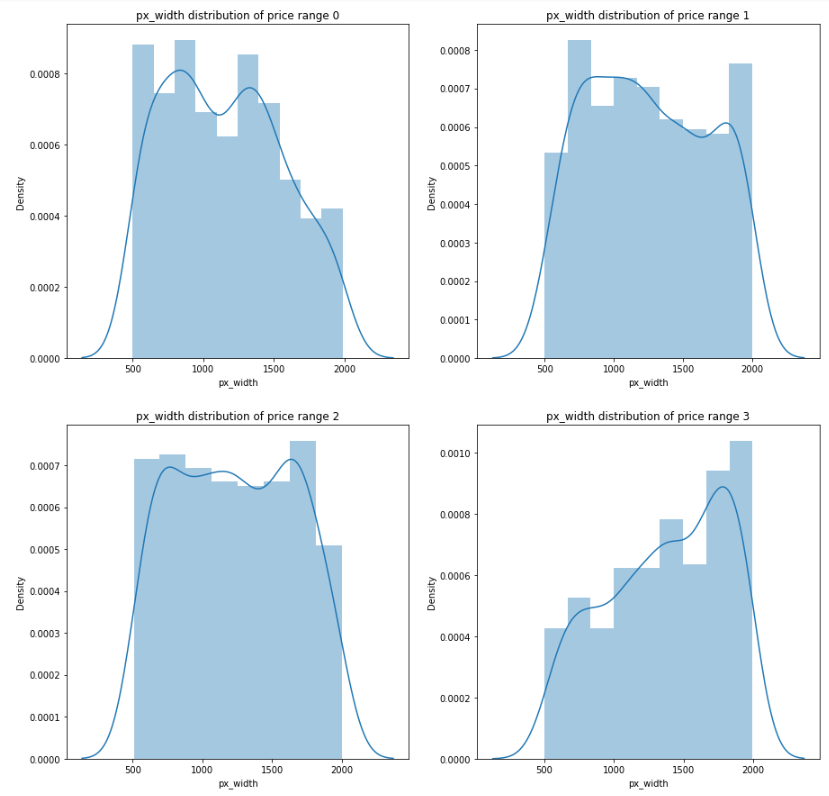 px_width distribution of price range 0
0.0008
0.0006
0.0004
0.0002
0.0000
Density
500 1000 1500 2000
px_width
px_width distribution of price range 1
0.0008
0.0007
0.0006
0.0005
0.0004
0.0003
0.0002
0.0001
0.0000
Density
500 1000 1500 2000
px_width
px_width distribution of price range 2
0.0007
0.0006
0.0005
0.0004
0.0003
0.0002
0.0001
0.0000
Density
500 1000 1500 2000
px_width
px_width distribution of price range 3
0.0010
0.0008
0.0006
0.0004
0.0002
0.0000
Density
500 1000 1500 2000
px_width